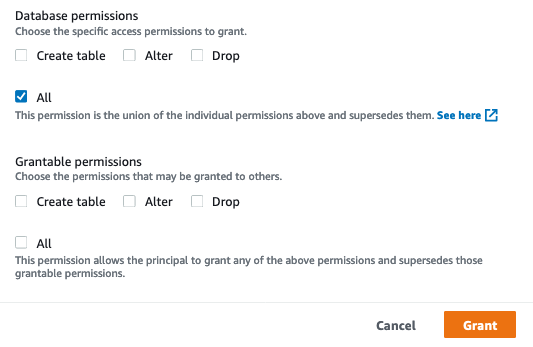 Database permissions
Choose the specific access permissions to grant.
Create table Alter Drop
All
This permission is the union of the individual permissions above and supersedes them. See here
Grantable permissions
Choose the permissions that may be granted to others.
Create table Alter Drop
All
This permission allows the principal to grant any of the above permissions and supersedes those
grantable permissions.
Cancel Grant